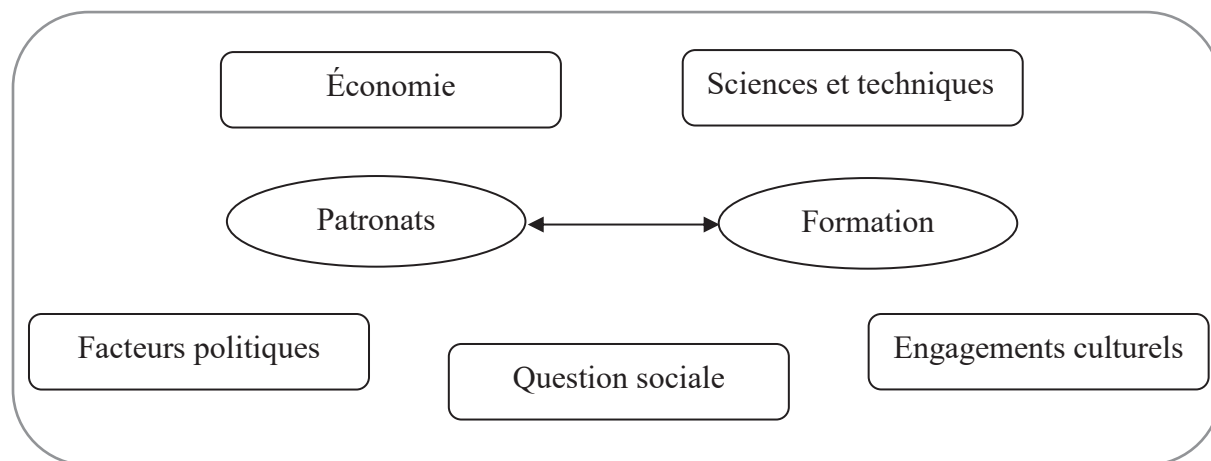 Économie
Sciences et techniques
Patronats
Formation
Facteurs politiques
Question sociale
Engagements culturels